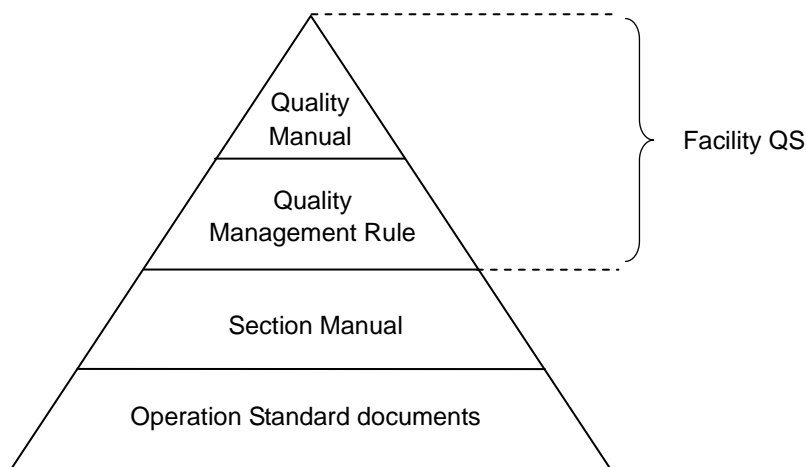 Quality
Manual
Facility QS
Quality
Management Rule
Section Manual
Operation Standard documents